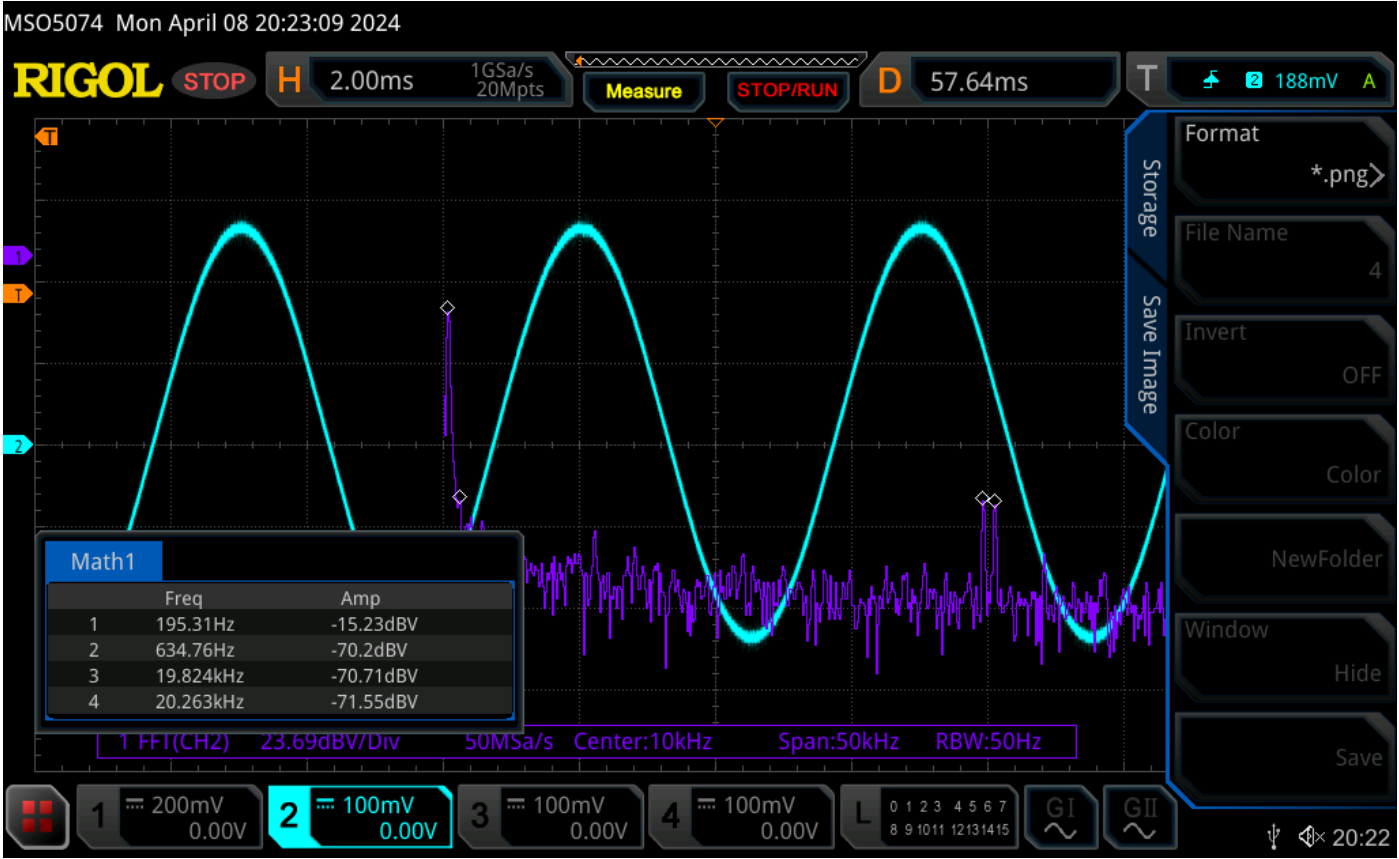 MSO5074 Mon April 08 20:23:09 2024
RIGOL STOP H 2.00ms 1GSa/s 20Mpts Measure STOP/RUN D 57.64ms T 2 188mV A
T
1
T
2
Storage
Save Image
Format
*.png
File Name
4
Invert
OFF
Color
Color
NewFolder
Window
Hide
Save
Math1
Freq Amp
1 195.31Hz -15.23dBV
2 634.76Hz -70.2dBV
3 19.824kHz -70.71dBV
4 20.263kHz -71.55dBV
1 FFT(CH2) 23.69dBV/Div 50MSa/s Center:10kHz Span:50kHz RBW:50Hz
1 200mV 0.00V
2 100mV 0.00V
3 100mV 0.00V
4 100mV 0.00V
L 0 1 2 3 4 5 6 7
8 9 10 11 12 13 14 15
GI
GII
20:22